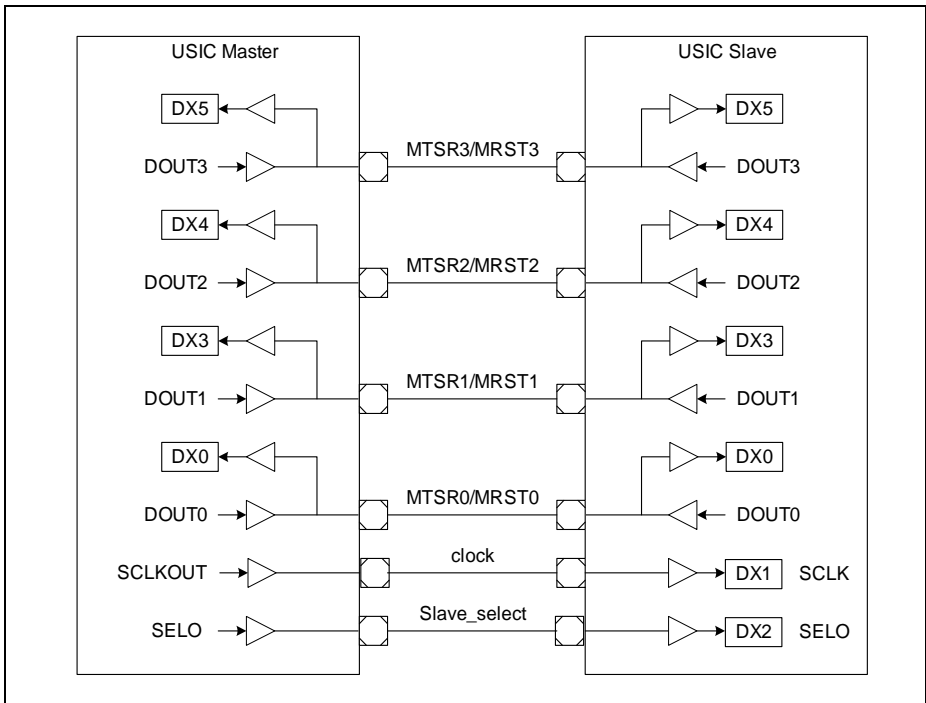 USIC Master
USIC Slave
DX5
DX5
MTSR3/MRST3
DOUT3
DOUT3
DX4
DX4
MTSR2/MRST2
DOUT2
DOUT2
DX3
DX3
MTSR1/MRST1
DOUT1
DOUT1
DX0
DX0
MTSR0/MRST0
DOUT0
DOUT0
clock
SCLKOUT
DX1 SCLK
Slave_select
SELO
DX2 SELO